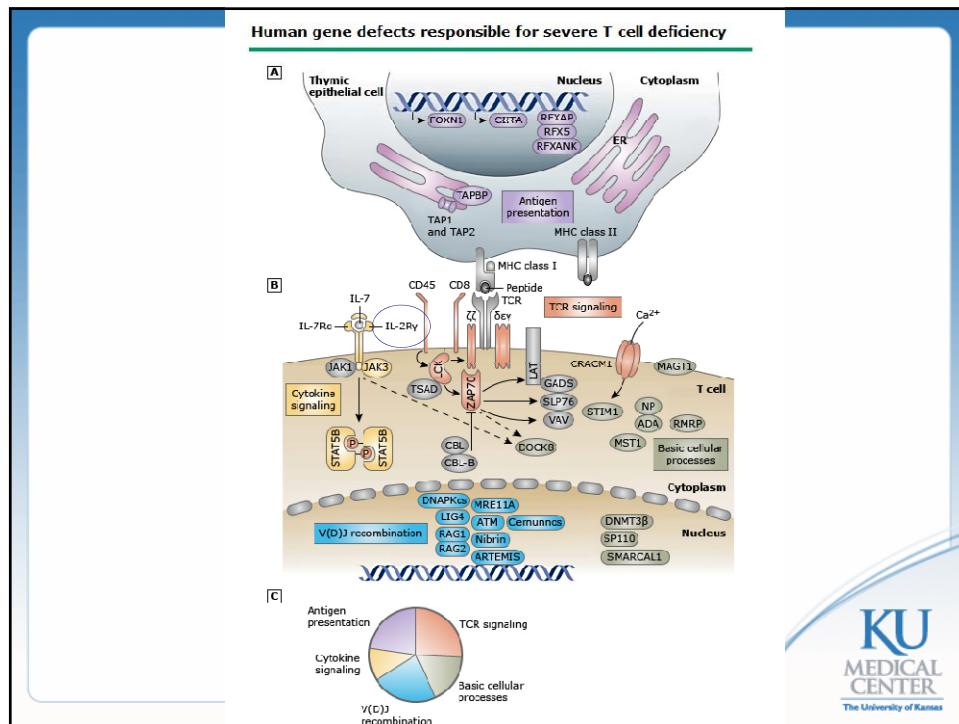 Human gene defects responsible for severe T cell deficiency
A
Thymic
epithelial cell
Nucleus
Cytoplasm
FOXN1
CIITA
RFXAP
RFX5
RFXANK
ER
TAPBP
TAP1
and TAP2
Antigen
presentation
MHC class II
MHC class I
Peptide
TCR
B
CD45
CD8
IL-7
IL-7Rα
IL-2Rγ
ζζ
δεγ
TCR signaling
Ca2+
JAK1
JAK3
LCK
TSAD
ZAP70
LAT
GADS
SLP76
VAV
CRACM1
MAGT1
T cell
Cytokine
signaling
STIM1
NP
ADA
RMRP
MST1
STAT5B
P
P
STAT5B
CBL
CBL-B
DOCK8
Basic cellular
processes
Cytoplasm
DNAPKcs
MRE11A
LIG4
ATM
Cernunnos
V(D)J recombination
RAG1
Nibrin
RAG2
ARTEMIS
DNMT3β
SP110
SMARCAL1
Nucleus
C
Antigen
presentation
TCR signaling
Cytokine
signaling
Basic cellular
processes
V(D)J
recombination
KU
MEDICAL
CENTER
The University of Kansas